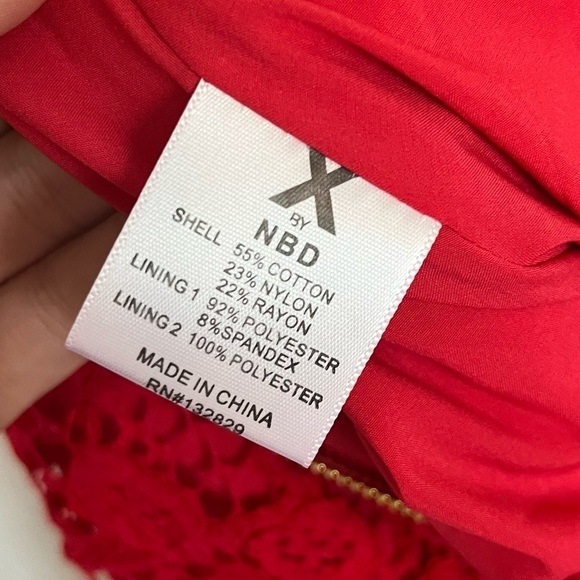 X
BY
NBD
SHELL 55% COTTON
23% NYLON
22% RAYON
LINING 1 92% POLYESTER
8%SPANDEX
LINING 2 100% POLYESTER
MADE IN CHINA
RN#132829